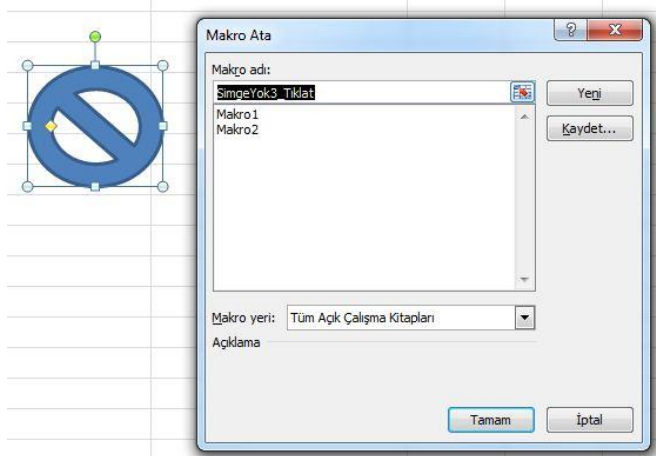 Makro Ata
Makro adı:
SimgeYok3_Tıklat
Yeni
Makro1
Makro2
Kaydet...
Makro yeri: Tüm Açık Çalışma Kitapları
Açıklama
Tamam
İptal